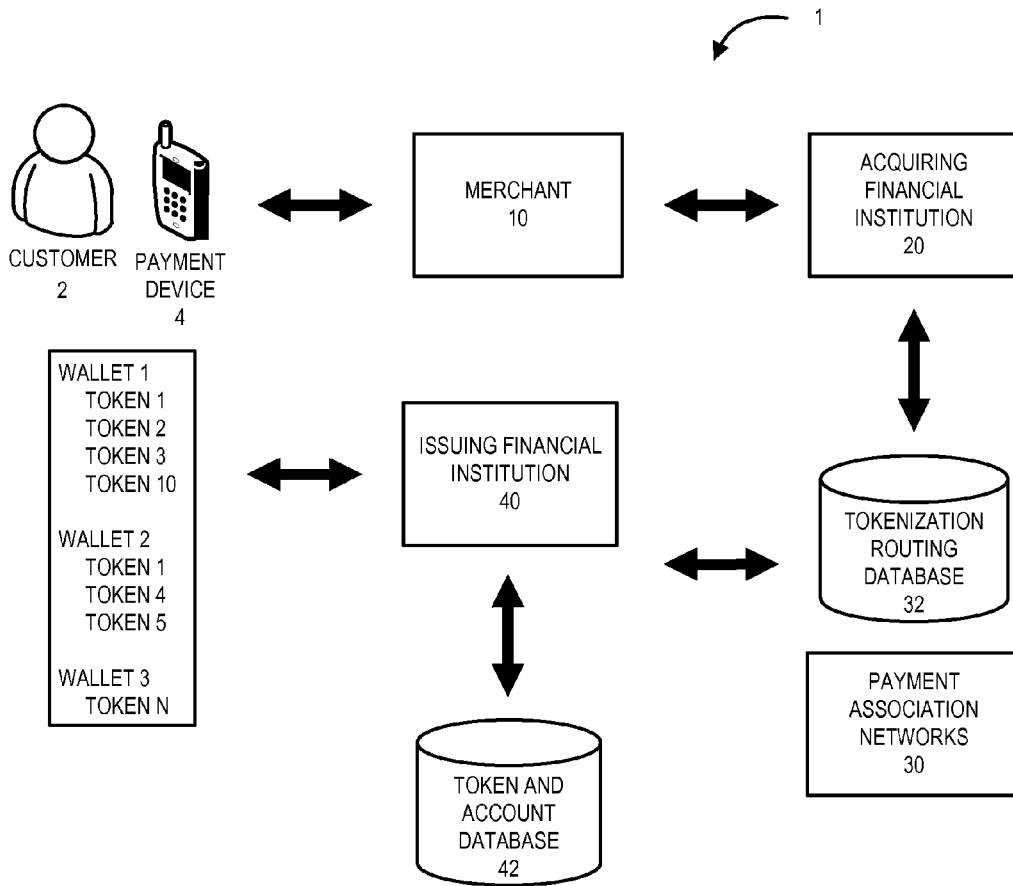 1
CUSTOMER
2
PAYMENT
DEVICE
4
MERCHANT
10
ACQUIRING
FINANCIAL
INSTITUTION
20
WALLET 1
TOKEN 1
TOKEN 2
TOKEN 3
TOKEN 10
WALLET 2
TOKEN 1
TOKEN 4
TOKEN 5
WALLET 3
TOKEN N
ISSUING FINANCIAL
INSTITUTION
40
TOKENIZATION
ROUTING
DATABASE
32
PAYMENT
ASSOCIATION
NETWORKS
30
TOKEN AND
ACCOUNT
DATABASE
42